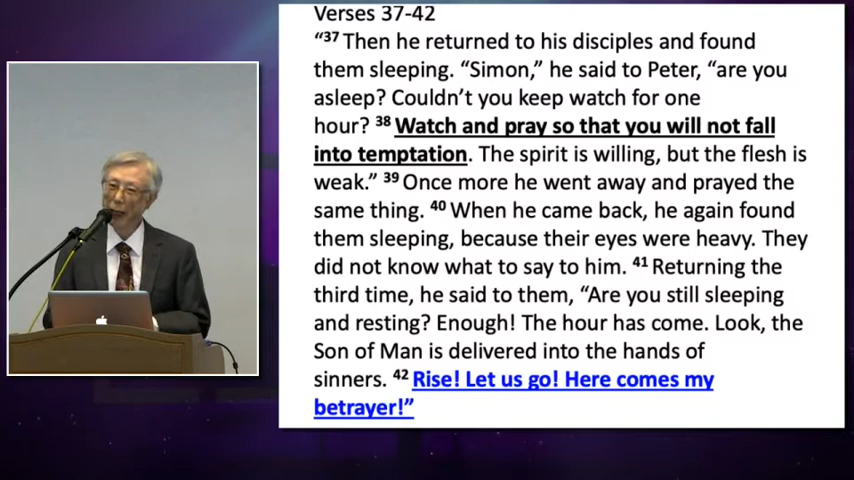 Verses 37-42
“37 Then he returned to his disciples and found
them sleeping. “Simon,” he said to Peter, “are you
asleep? Couldn’t you keep watch for one
hour? 38 Watch and pray so that you will not fall
into temptation. The spirit is willing, but the flesh is
weak.” 39 Once more he went away and prayed the
same thing. 40 When he came back, he again found
them sleeping, because their eyes were heavy. They
did not know what to say to him. 41 Returning the
third time, he said to them, “Are you still sleeping
and resting? Enough! The hour has come. Look, the
Son of Man is delivered into the hands of
sinners. 42 Rise! Let us go! Here comes my
betrayer!”